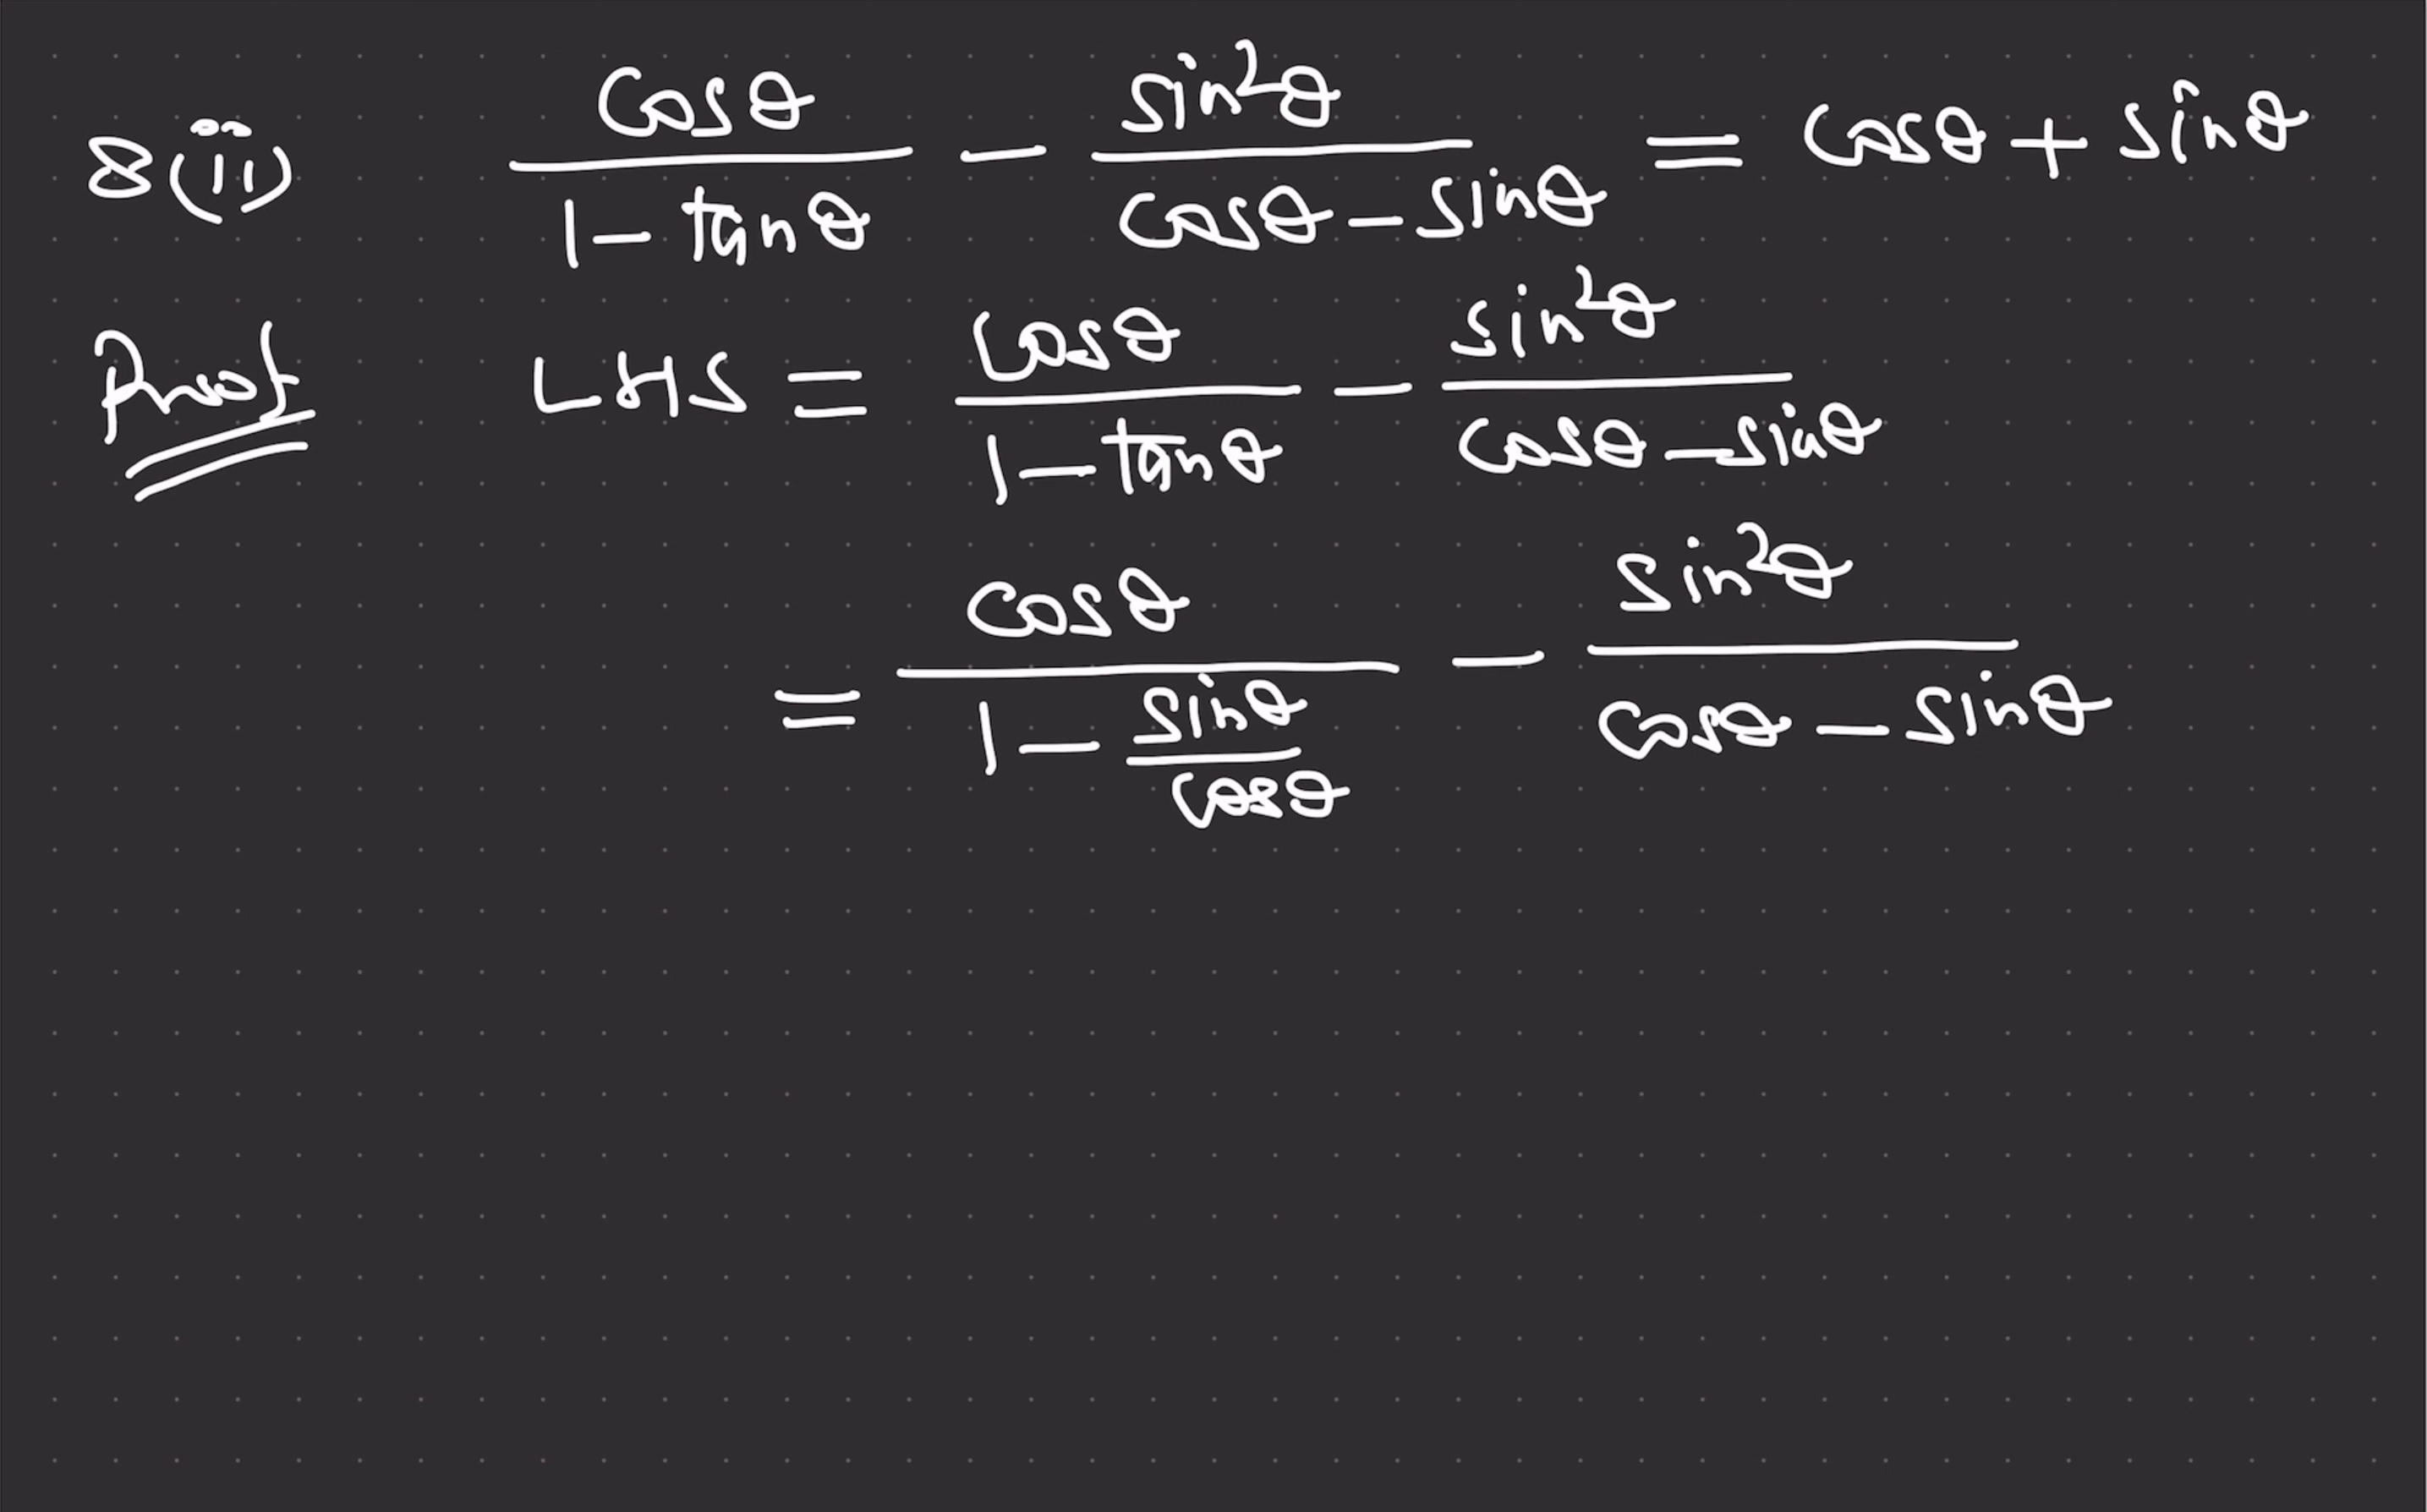 8(ii) cosθ / (1 - tanθ) - sin²θ / (cosθ - sinθ) = cosθ + sinθ
Proof LHS = cosθ / (1 - tanθ) - sin²θ / (cosθ - sinθ)
= cosθ / (1 - sinθ/cosθ) - sin²θ / (cosθ - sinθ)